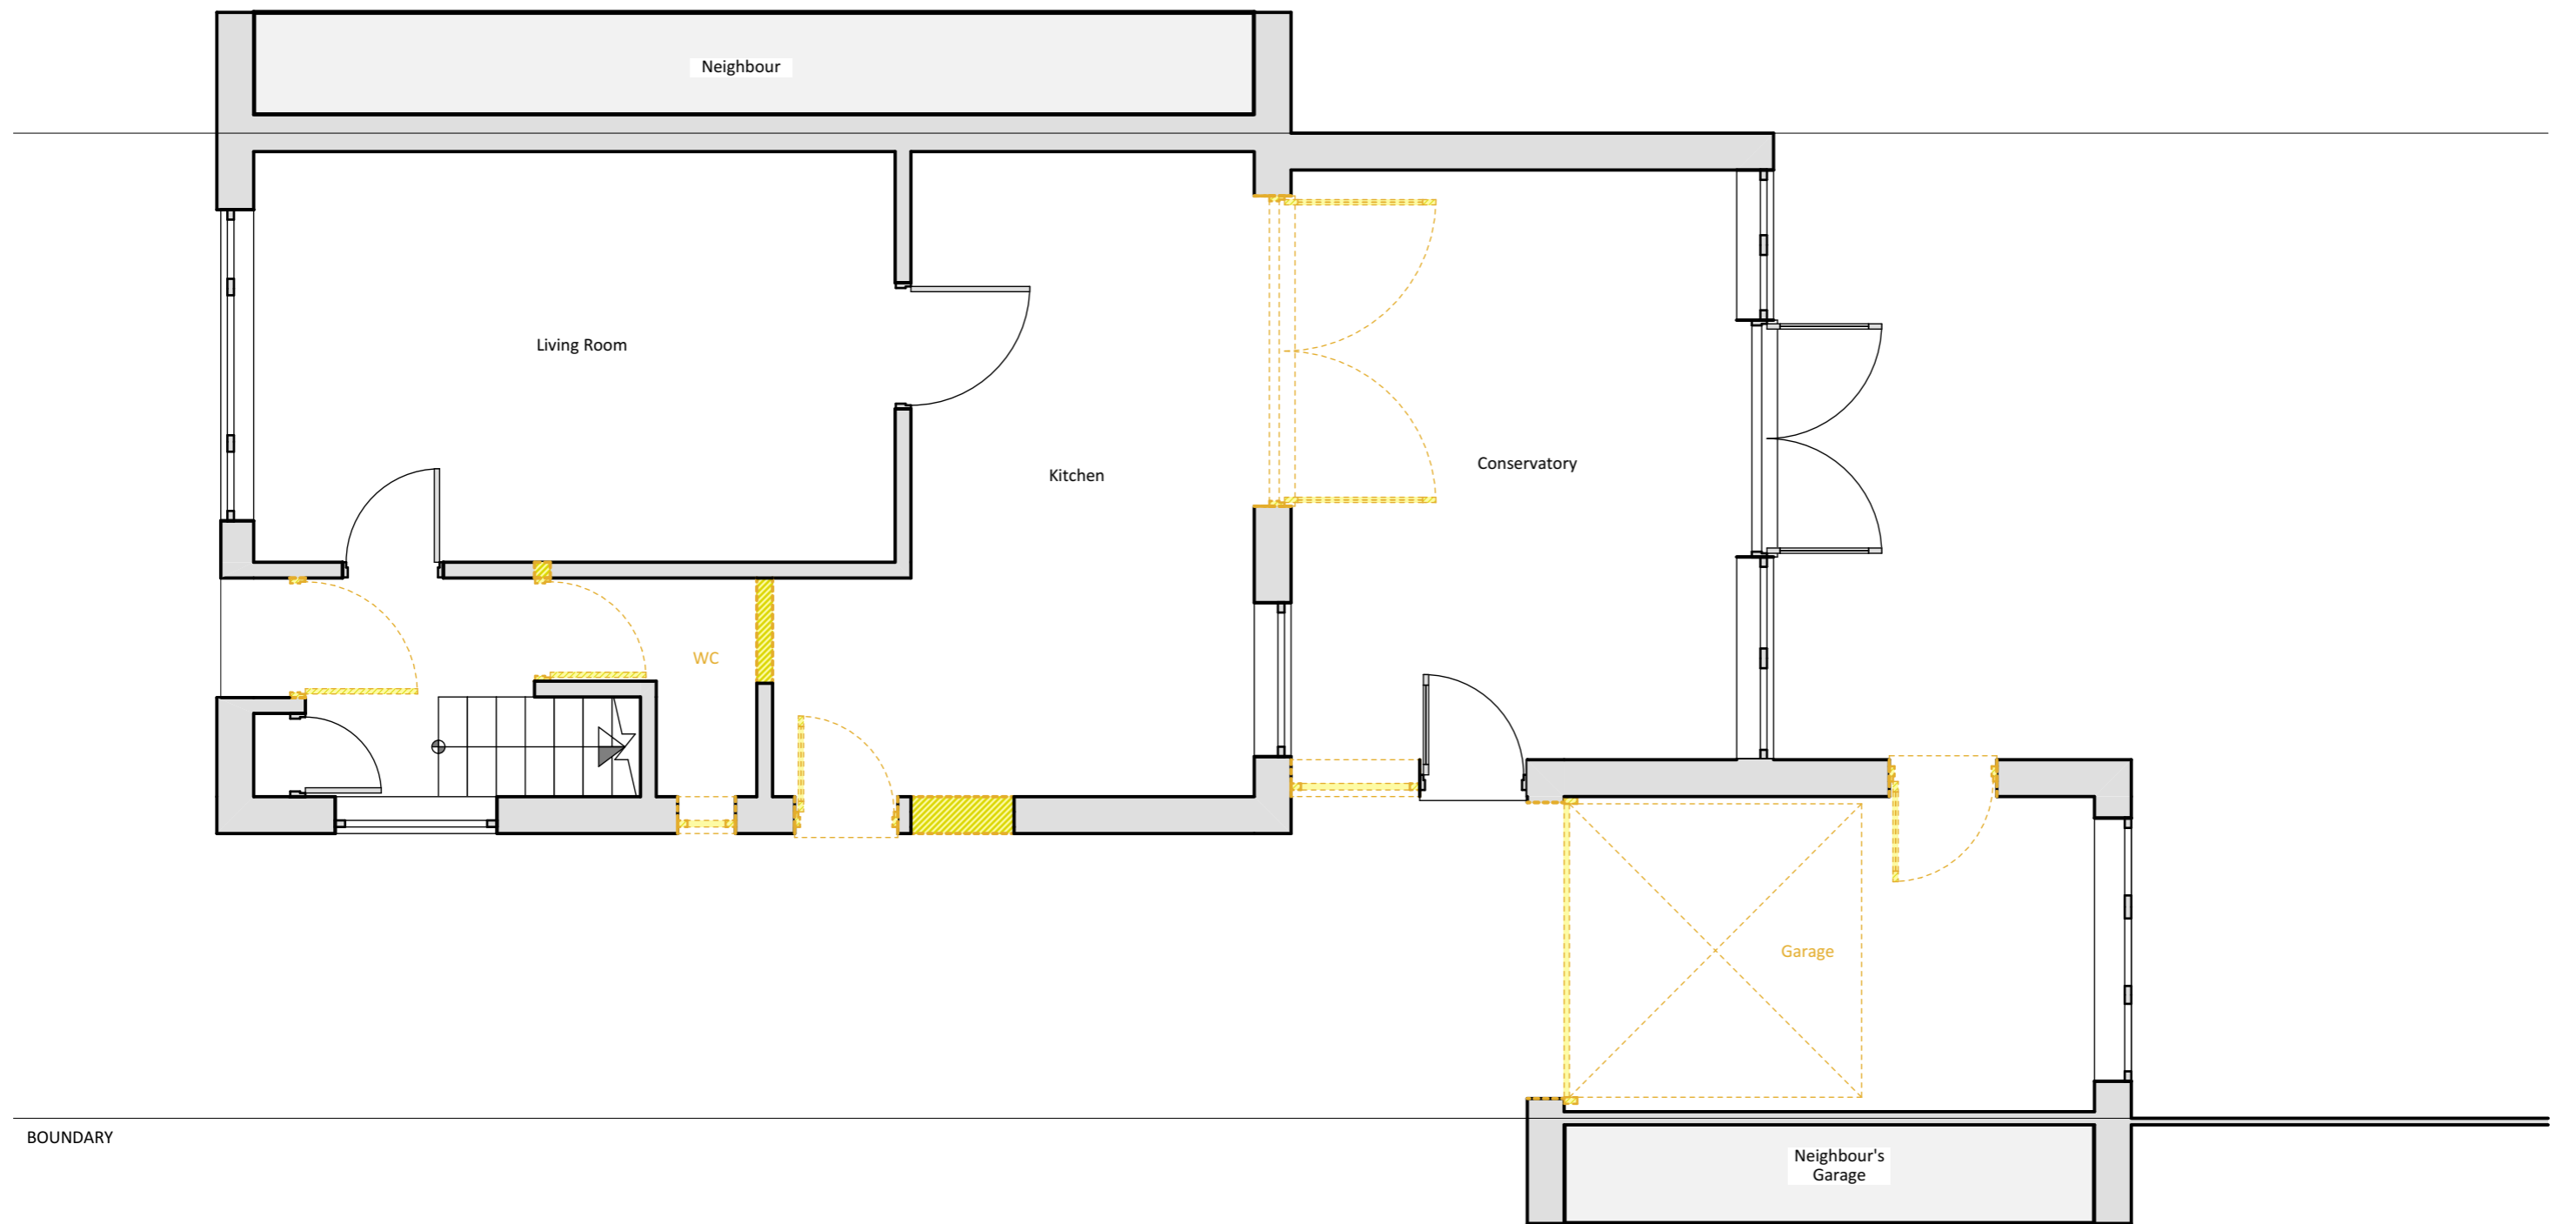 Neighbour
Living Room
Conservatory
Kitchen
WC
Garage
BOUNDARY
Neighbour's
Garage